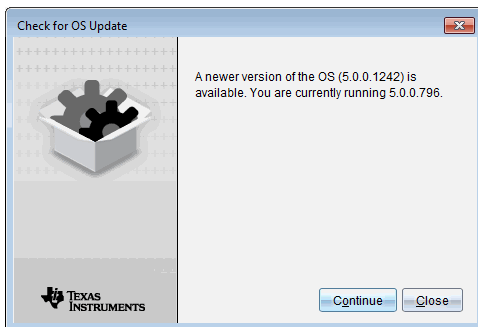 Check for OS Update
A newer version of the OS (5.0.0.1242) is
available. You are currently running 5.0.0.796.
TEXAS
INSTRUMENTS
Continue Close